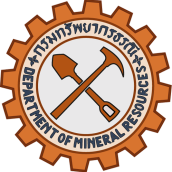 กรมทรัพยากรธรณี
DEPARTMENT OF MINERAL RESOURCES